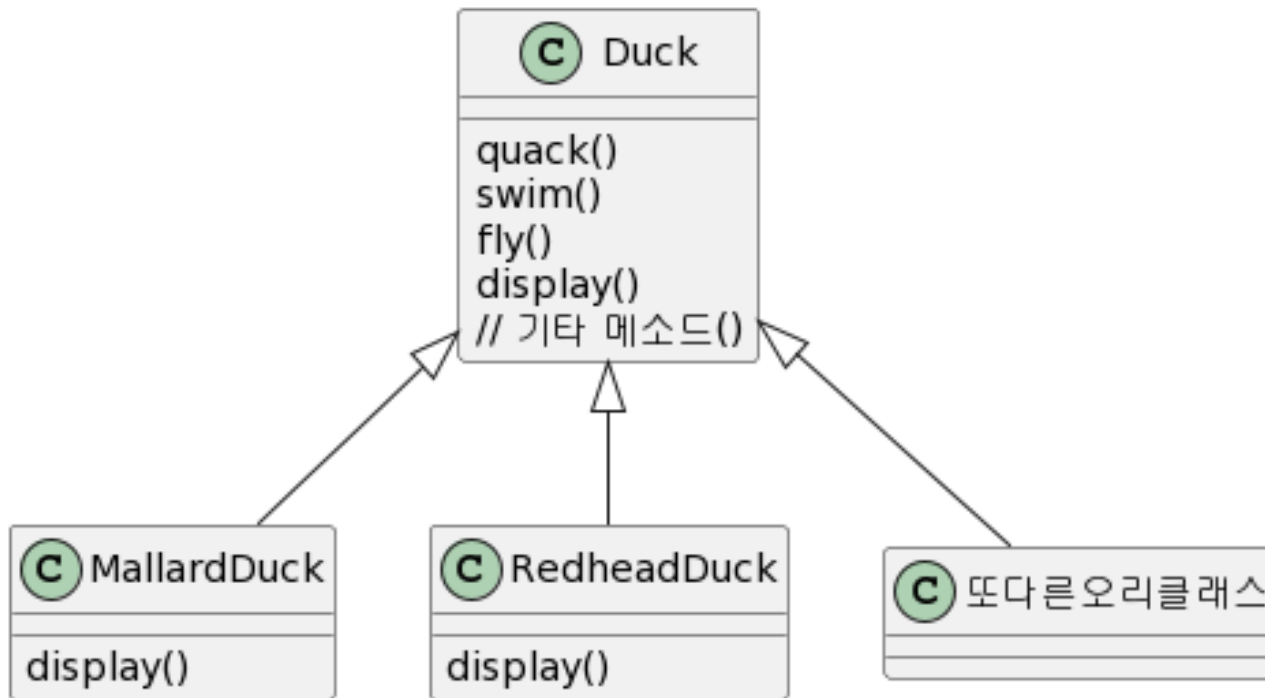 C Duck
quack()
swim()
fly()
display()
// 기타 메소드()
C MallardDuck
display()
C RedheadDuck
display()
C 또다른오리클래스